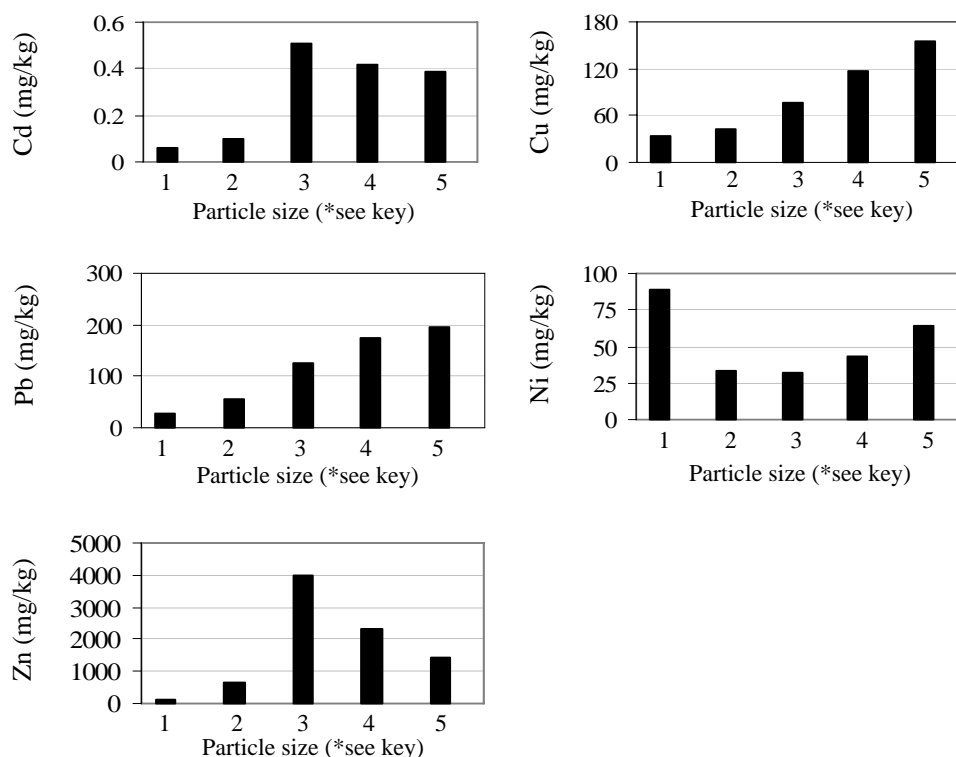 Cd (mg/kg)
0.6
0.4
0.2
0
1 2 3 4 5
Particle size (*see key)
Cu (mg/kg)
180
120
60
0
1 2 3 4 5
Particle size (*see key)
Pb (mg/kg)
300
200
100
0
1 2 3 4 5
Particle size (*see key)
Ni (mg/kg)
100
75
50
25
0
1 2 3 4 5
Particle size (*see key)
Zn (mg/kg)
5000
4000
3000
2000
1000
0
1 2 3 4 5
Particle size (*see key)